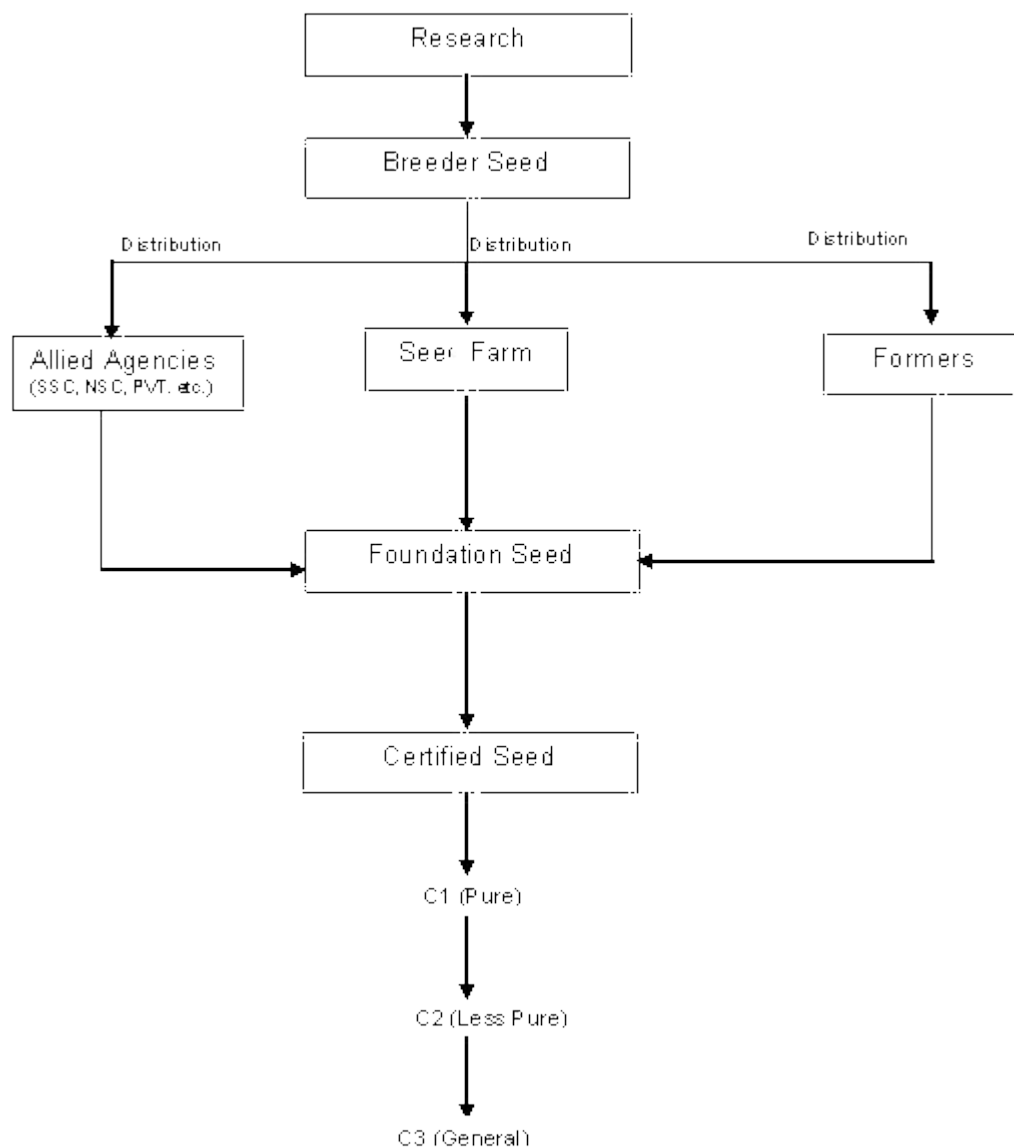 Research
Breeder Seed
Distribution
Distribution
Distribution
Allied Agencies
(SSC, NSC, PVT. etc.)
Seed Farm
Formers
Foundation Seed
Certified Seed
C1 (Pure)
C2 (Less Pure)
C3 (General)